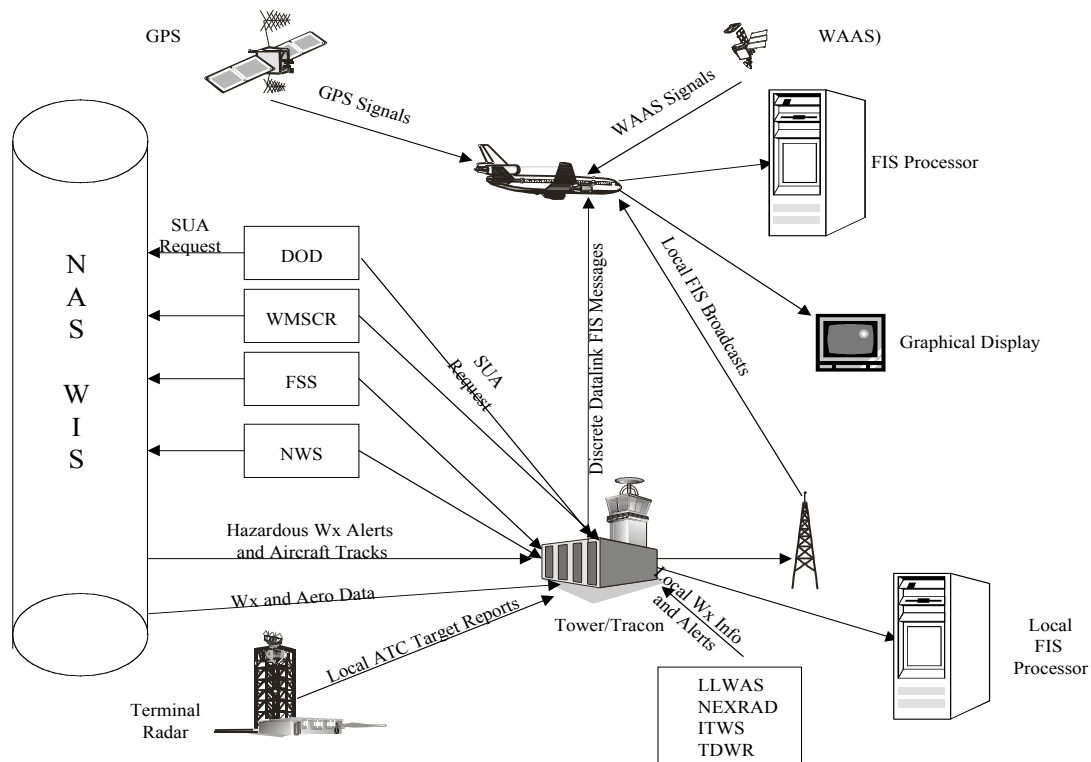 GPS
WAAS)
GPS Signals
WAAS Signals
FIS Processor
SUA
Request
DOD
WMSCR
FSS
NWS
N
A
S
W
I
S
SUA
Request
Discrete Datalink FIS Messages
Local FIS Broadcasts
Graphical Display
Hazardous Wx Alerts
and Aircraft Tracks
Wx and Aero Data
Local ATC Target Reports
Tower/Tracon
Local Wx Info
and Alerts
Terminal
Radar
LLWAS
NEXRAD
ITWS
TDWR
Local
FIS
Processor